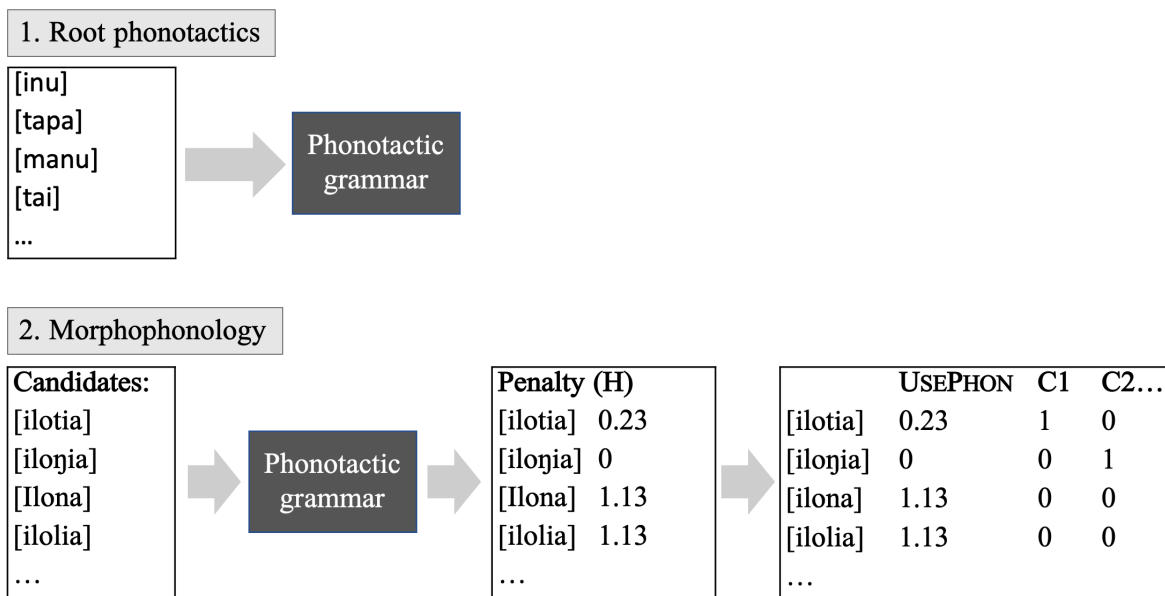 1. Root phonotactics
[inu]
[tapa]
[manu]
[tai]
...
Phonotactic
grammar
2. Morphophonology
Candidates:
[ilotia]
[iloŋia]
[Ilona]
[ilolia]
…
Phonotactic
grammar
Penalty (H)
[ilotia] 0.23
[iloŋia] 0
[Ilona] 1.13
[ilolia] 1.13
…
USEPHON C1 C2…
[ilotia] 0.23 1 0
[iloŋia] 0 0 1
[ilona] 1.13 0 0
[ilolia] 1.13 0 0
…